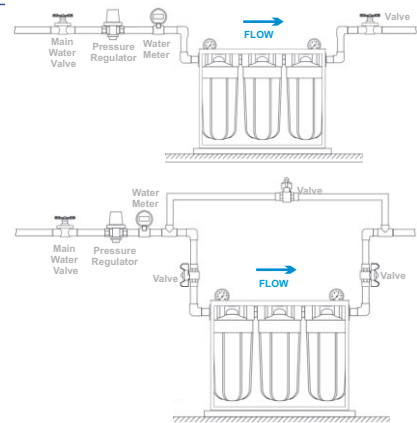 Valve
FLOW
Main
Water
Valve
Pressure
Regulator
Water
Meter
Water
Meter
Valve
Main
Water
Valve
Pressure
Regulator
Valve
Valve
FLOW